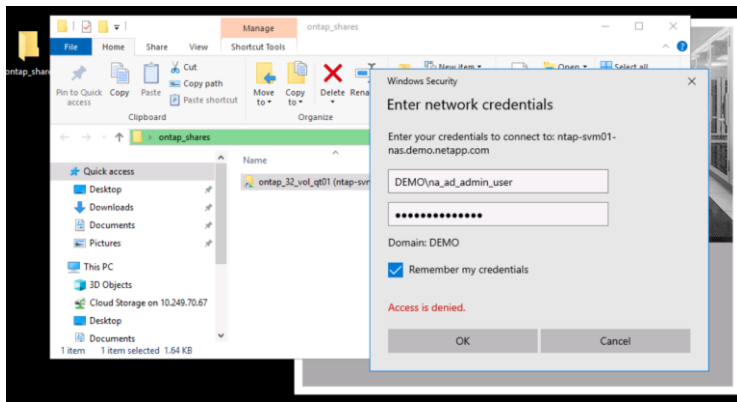 Manage
ontap_shares
File
Home
Share
View
Shortcut Tools
Pin to Quick access
Copy
Paste
Cut
Copy path
Paste shortcut
Move to
Copy to
Delete
Rena
New item
Open
Select all
Clipboard
Organize
ontap_shar
ontap_shares
Quick access
Desktop
Downloads
Documents
Pictures
This PC
3D Objects
Cloud Storage on 10.249.70.67
Desktop
Documents
1 item
1 item selected 1.64 KB
Name
ontap_32_vol_qt01 (ntap-svr
Windows Security
Enter network credentials
Enter your credentials to connect to: ntap-svm01-
nas.demo.netapp.com
DEMO\na_ad_admin_user
Domain: DEMO
Remember my credentials
Access is denied.
OK
Cancel